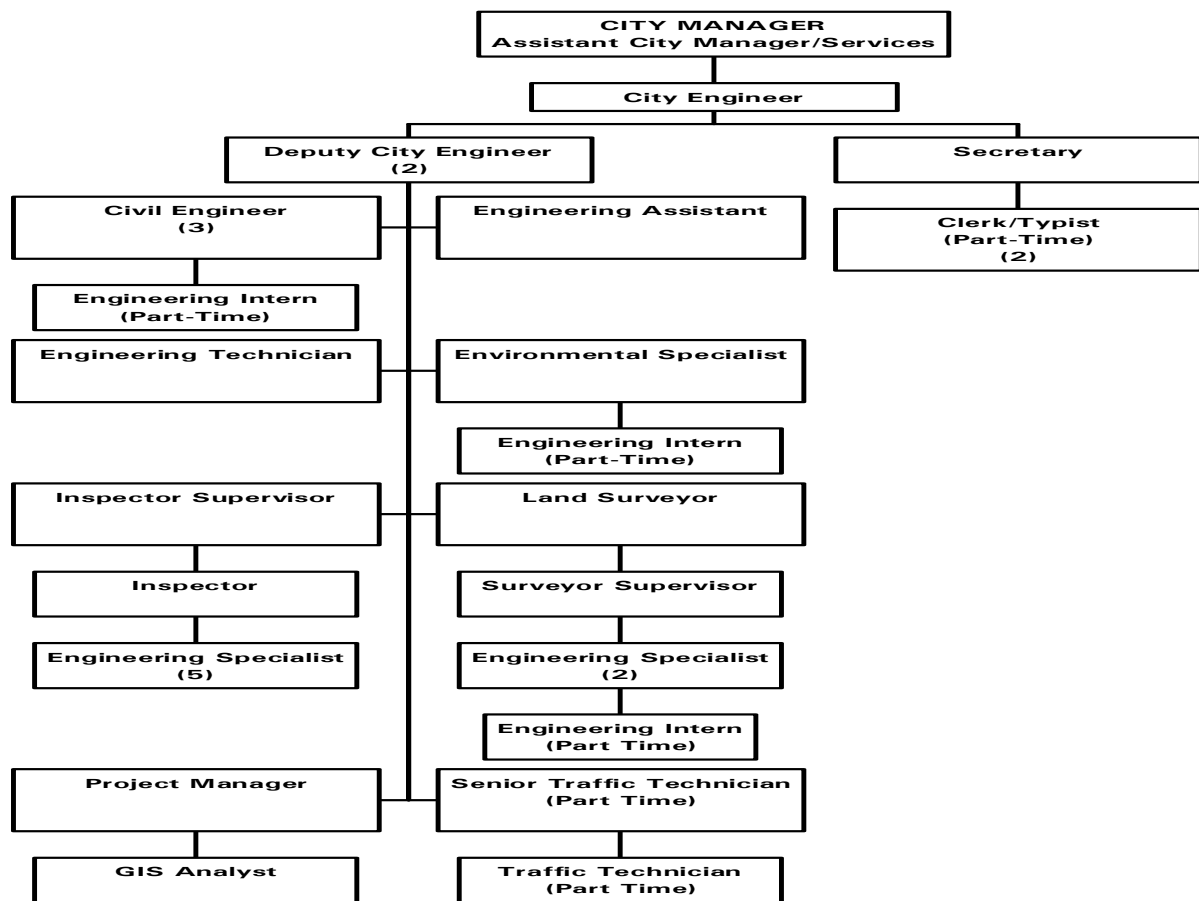 CITY MANAGER
Assistant City Manager/Services
City Engineer
Deputy City Engineer
(2)
Secretary
Civil Engineer
(3)
Engineering Assistant
Clerk/Typist
(Part-Time)
(2)
Engineering Intern
(Part-Time)
Engineering Technician
Environmental Specialist
Engineering Intern
(Part-Time)
Inspector Supervisor
Land Surveyor
Inspector
Surveyor Supervisor
Engineering Specialist
(5)
Engineering Specialist
(2)
Engineering Intern
(Part Time)
Project Manager
Senior Traffic Technician
(Part Time)
GIS Analyst
Traffic Technician
(Part Time)